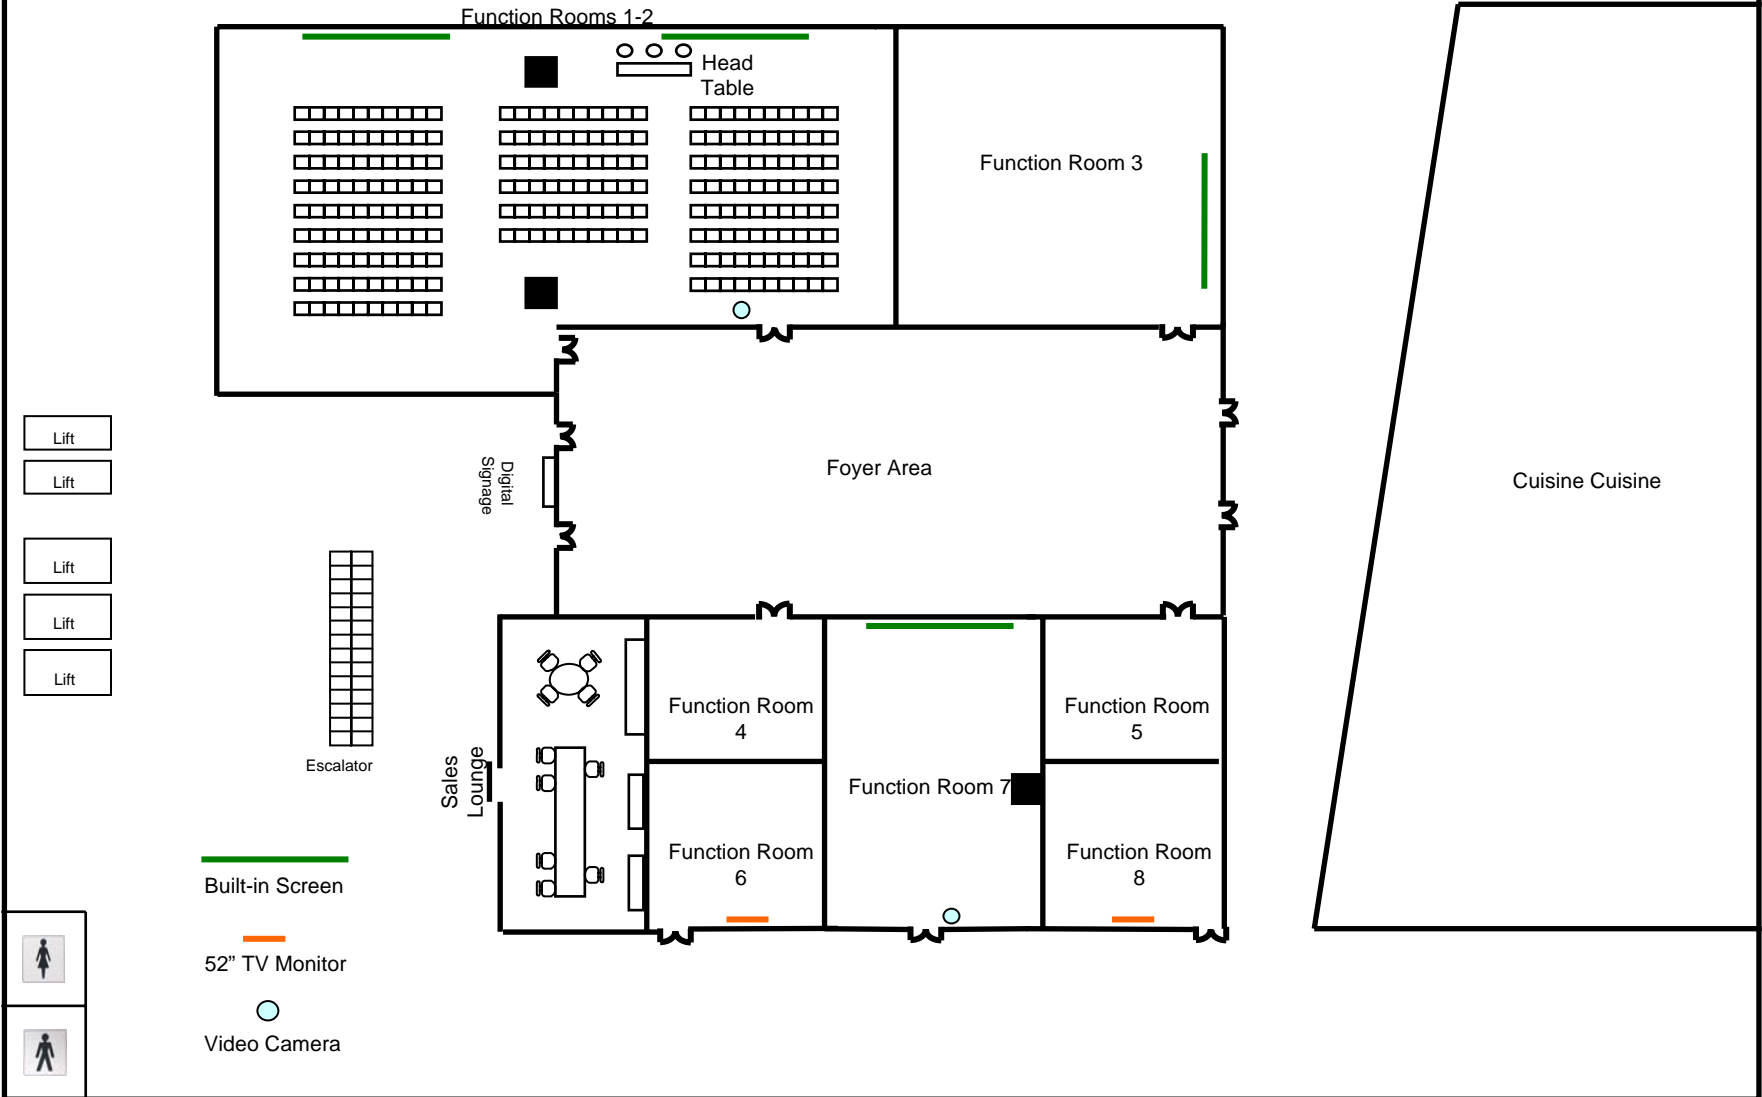 Function Rooms 1-2
Head
Table
Function Room 3
Lift
Lift
Lift
Lift
Lift
Digital
Signage
Foyer Area
Cuisine Cuisine
Escalator
Sales
Lounge
Function Room
4
Function Room
5
Function Room 7
Function Room
6
Function Room
8
Built-in Screen
52” TV Monitor
Video Camera